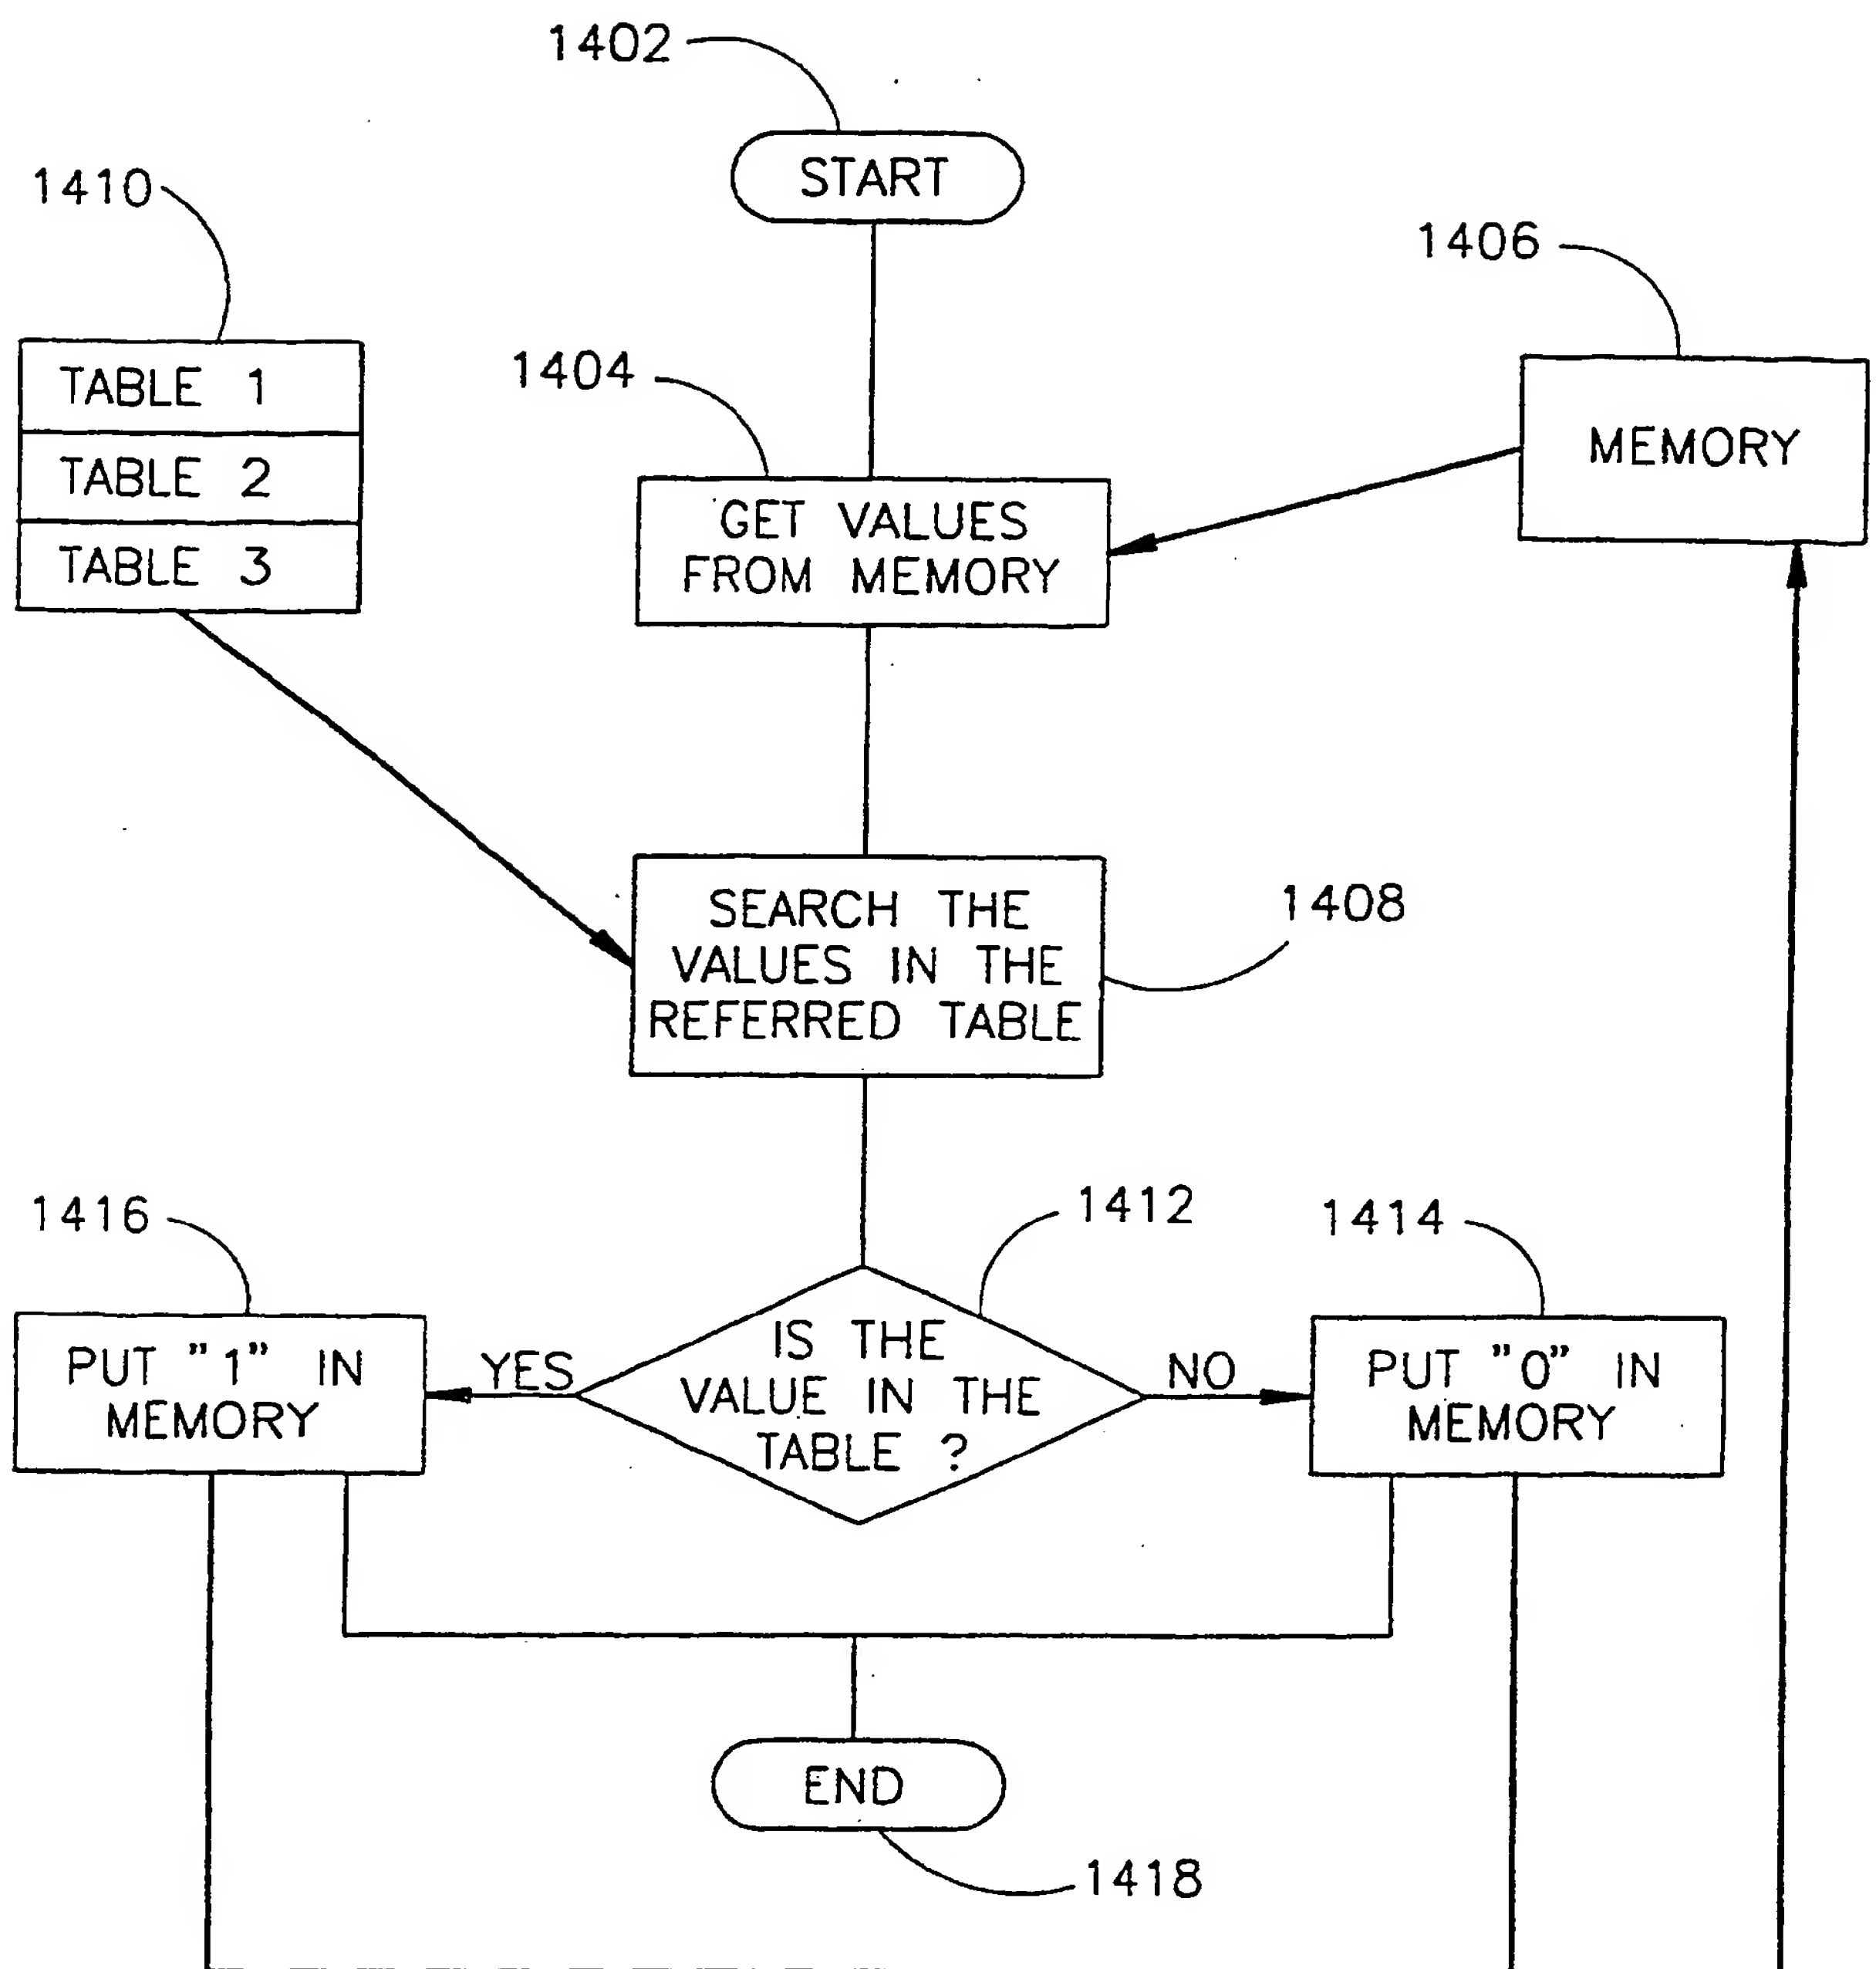 1402
START
1410
1406
TABLE 1
TABLE 2
TABLE 3
1404
MEMORY
GET VALUES
FROM MEMORY
SEARCH THE
VALUES IN THE
REFERRED TABLE
1408
1416
1412
1414
PUT "1" IN
MEMORY
YES
IS THE
VALUE IN THE
TABLE ?
NO
PUT "0" IN
MEMORY
END
1418